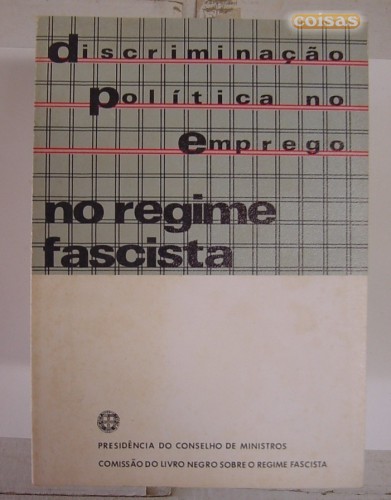 coisas
discriminação
política no
emprego
no regime
fascista
PRESIDÊNCIA DO CONSELHO DE MINISTROS
COMISSÃO DO LIVRO NEGRO SOBRE O REGIME FASCISTA